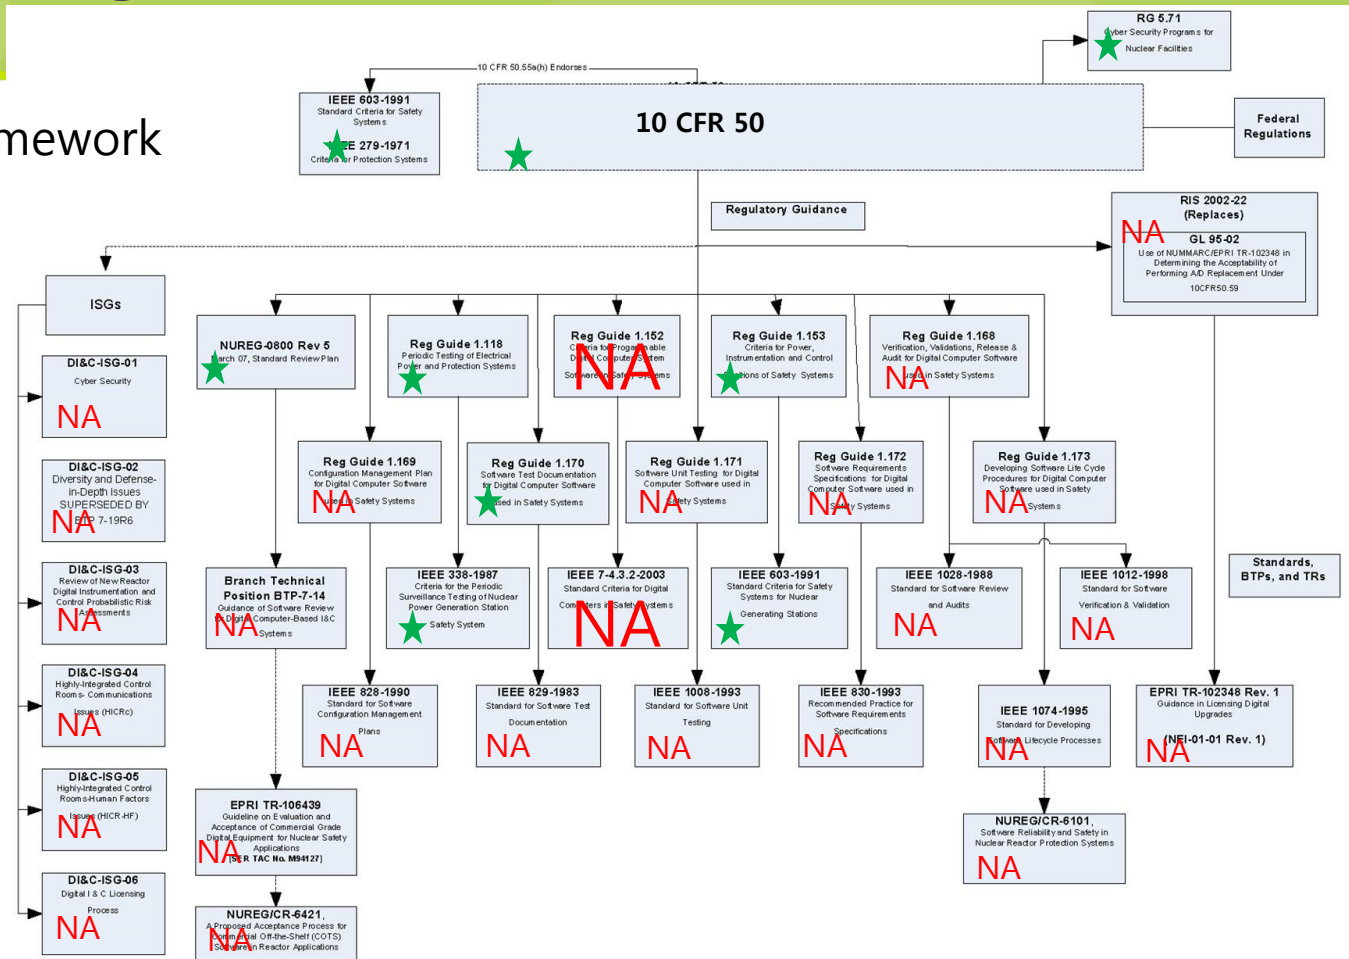 RG 5.71
Cyber Security Programs for
Nuclear Facilities
10 CFR 50.55a(h) Endorses
IEEE 603-1991
Standard Criteria for Safety
Systems
IEEE 279-1971
Criteria for Protection Systems
10 CFR 50
Federal
Regulations
mework
Regulatory Guidance
RIS 2002-22
(Replaces)
NA
GL 95-02
Use of NUMMARC/EPRI TR-102348 in
Determining the Acceptability of
Performing A/D Replacement Under
10CFR50.59
ISGs
NUREG-0800 Rev 5
March 07, Standard Review Plan
Reg Guide 1.118
Periodic Testing of Electrical
Power and Protection Systems
Reg Guide 1.152
Criteria for Progammable
Digital Computer System
Software in Safety Systems
NA
Reg Guide 1.153
Criteria for Power,
Instrumentation and Control
Portions of Safety Systems
Reg Guide 1.168
Verification, Validations, Release &
Audit for Digital Computer Software
used in Safety Systems
NA
DI&C-ISG-01
Cyber Security
NA
Reg Guide 1.169
Configuration Management Plan
for Digital Computer Software
used in Safety Systems
NA
Reg Guide 1.170
Software Test Documentation
for Digital Computer Software
used in Safety Systems
Reg Guide 1.171
Software Unit Testing for Digital
Computer Software used in
Safety Systems
NA
Reg Guide 1.172
Software Requirements
Specifications for Digital
Computer Software used in
Safety Systems
NA
Reg Guide 1.173
Developing Software Life Cycle
Procedures for Digital Computer
Software used in Safety
Systems
NA
DI&C-ISG-02
Diversity and Defense-
in-Depth Issues
SUPERSEDED BY
BTP 7-19R6
NA
Standards,
BTPs, and TRs
DI&C-ISG-03
Review of New Reactor
Digital Instrumentation and
Control Probabilistic Risk
Assessments
NA
Branch Technical
Position BTP-7-14
Guidance of Software Review
for Digital Computer-Based I&C
Systems
NA
IEEE 338-1987
Criteria for the Periodic
Surveillance Testing of Nuclear
Power Generation Station
Safety System
IEEE 7-4.3.2-2003
Standard Criteria for Digital
Computers in Safety Systems
NA
IEEE 603-1991
Standard Criteria for Safety
Systems for Nuclear
Generating Stations
IEEE 1028-1988
Standard for Software Review
and Audits
NA
IEEE 1012-1998
Standard for Software
Verification & Validation
NA
DI&C-ISG-04
Highly-Integrated Control
Rooms- Communications
Issues (HICRc)
NA
IEEE 828-1990
Standard for Software
Configuration Management
Plans
NA
IEEE 829-1983
Standard for Software Test
Documentation
NA
IEEE 1008-1993
Standard for Software Unit
Testing
NA
IEEE 830-1993
Recommended Practice for
Software Requirements
Specifications
NA
IEEE 1074-1995
Standard for Developing
Software Lifecycle Processes
NA
EPRI TR-102348 Rev. 1
Guidance in Licensing Digital
Upgrades
(NEI-01-01 Rev. 1)
NA
DI&C-ISG-05
Highly-Integrated Control
Rooms-Human Factors
Issues (HICR-HF)
NA
EPRI TR-106439
Guideline on Evaluation and
Acceptance of Commercial Grade
Digital Equipment for Nuclear Safety
Applications
[SER TAC No. M94127]
NA
NUREG/CR-6101,
Software Reliability and Safety in
Nuclear Reactor Protection Systems
NA
DI&C-ISG-06
Digital I & C Licensing
Process
NA
NUREG/CR-6421,
A Proposed Acceptance Process for
Commercial Off-the-Shelf (COTS)
Software in Reactor Applications
NA